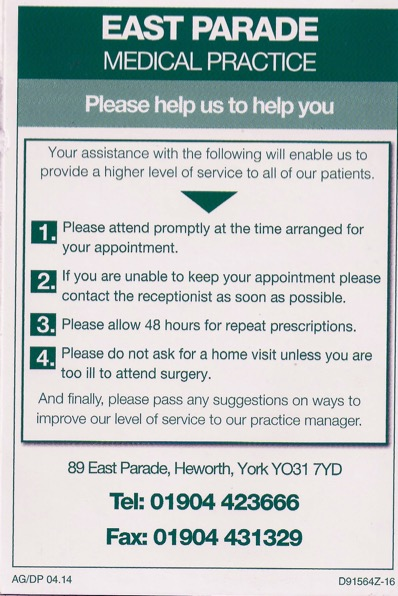 EAST PARADE
MEDICAL PRACTICE
Please help us to help you
Your assistance with the following will enable us to
provide a higher level of service to all of our patients.
1. Please attend promptly at the time arranged for
your appointment.
2. If you are unable to keep your appointment please
contact the receptionist as soon as possible.
3. Please allow 48 hours for repeat prescriptions.
4. Please do not ask for a home visit unless you are
too ill to attend surgery.
And finally, please pass any suggestions on ways to
improve our level of service to our practice manager.
89 East Parade, Heworth, York YO31 7YD
Tel: 01904 423666
Fax: 01904 431329
AG/DP 04.14
D91564Z-16